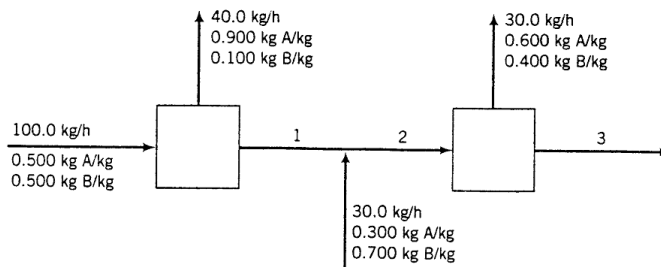 40.0 kg/h
0.900 kg A/kg
0.100 kg B/kg
30.0 kg/h
0.600 kg A/kg
0.400 kg B/kg
100.0 kg/h
0.500 kg A/kg
0.500 kg B/kg
1
2
3
30.0 kg/h
0.300 kg A/kg
0.700 kg B/kg